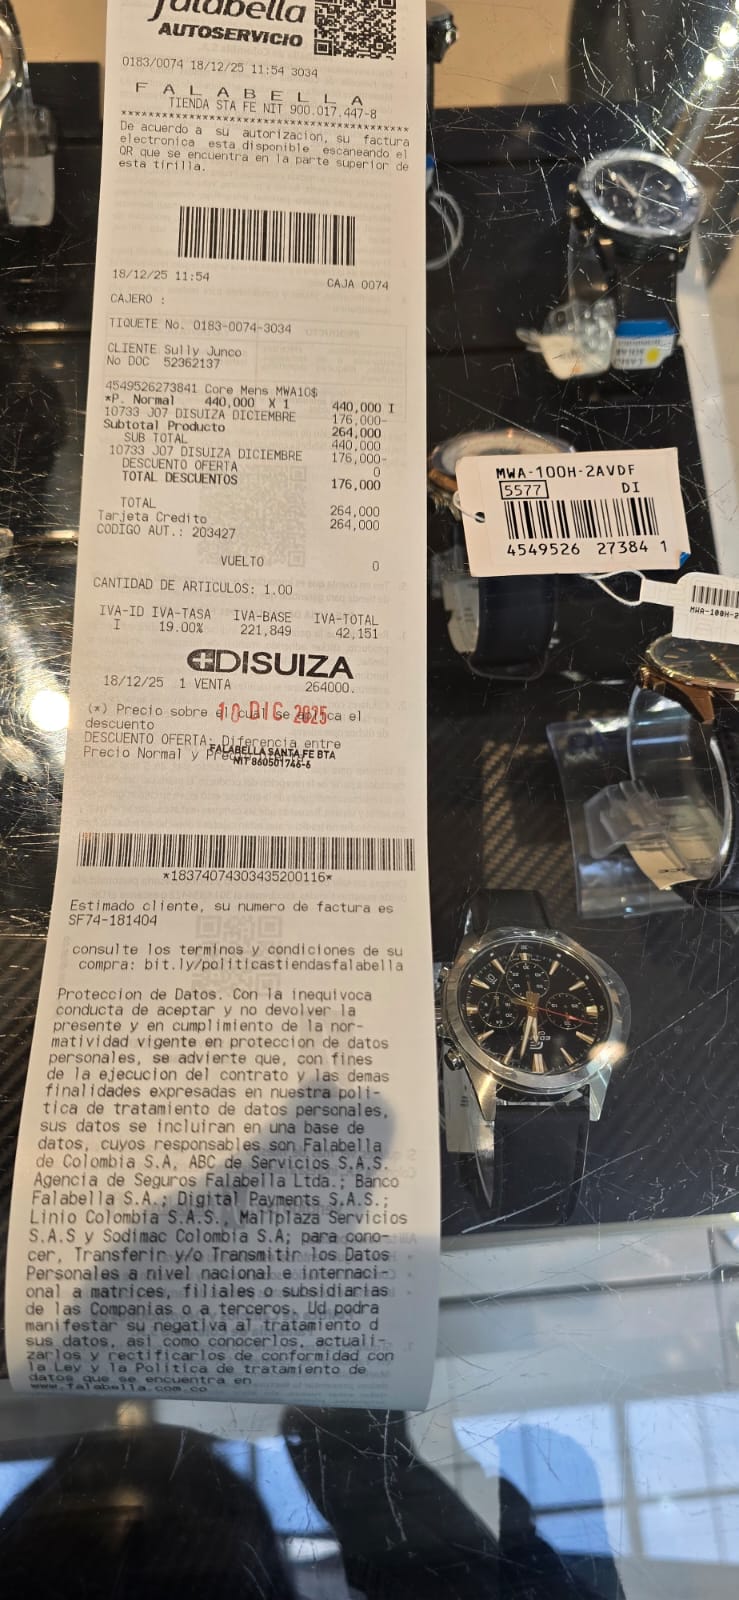 falabella
AUTOSERVICIO
0183/0074 18/12/25 11:54 3034
F A L A B E L L A
TIENDA STA FE NIT 900.017.447-8
****************************************
De acuerdo a su autorizacion, su factura
electronica esta disponible escaneando el
QR que se encuentra en la parte superior de
esta tirilla.
18/12/25 11:54 CAJA 0074
CAJERO :
TIQUETE No. 0183-0074-3034
CLIENTE Sully Junco
No DOC 52362137
4549526273841 Core Mens MWA10$
*P. Normal 440,000 X 1 440,000 I
10733 J07 DISUIZA DICIEMBRE 176,000-
Subtotal Producto 264,000
SUB TOTAL 440,000
10733 J07 DISUIZA DICIEMBRE 176,000-
DESCUENTO OFERTA 0
TOTAL DESCUENTOS 176,000
TOTAL 264,000
Tarjeta Credito 264,000
CODIGO AUT.: 203427
VUELTO 0
CANTIDAD DE ARTICULOS: 1.00
IVA-ID IVA-TASA IVA-BASE IVA-TOTAL
I 19.00% 221,849 42,151
DISUIZA
18/12/25 1 VENTA 264000.
(*) Precio sobre el cual se aplica el
descuento
10 DIC 2025
DESCUENTO OFERTA: Diferencia entre
Precio Normal y
FALABELLA SANTA FE BTA
NIT 860501746-6
*18374074303435200116*
Estimado cliente, su numero de factura es
SF74-181404
consulte los terminos y condiciones de su
compra: bit.ly/politicastiendasfalabella
Proteccion de Datos. Con la inequivoca
conducta de aceptar y no devolver la
presente y en cumplimiento de la nor-
matividad vigente en proteccion de datos
personales, se advierte que, con fines
de la ejecucion del contrato y las demas
finalidades expresadas en nuestra poli-
tica de tratamiento de datos personales,
sus datos se incluiran en una base de
datos, cuyos responsables son Falabella
de Colombia S.A, ABC de Servicios S.A.S.
Agencia de Seguros Falabella Ltda.; Banco
Falabella S.A.; Digital Payments S.A.S.;
Linio Colombia S.A.S., Mallplaza Servicios
S.A.S y Sodimac Colombia S.A; para cono-
cer, Transferir y/o Transmitir los Datos
Personales a nivel nacional e internaci-
onal a matrices, filiales o subsidiarias
de las Companias o a terceros. Ud podra
manifestar su negativa al tratamiento d
sus datos, asi como conocerlos, actuali-
zarlos y rectificarlos de conformidad con
la Ley y la Politica de tratamiento de
datos que se encuentra en
www.falabella.com.co
MWA-100H-2AVDF
5577 DI
4549526 27384 1
MWA-100H-2